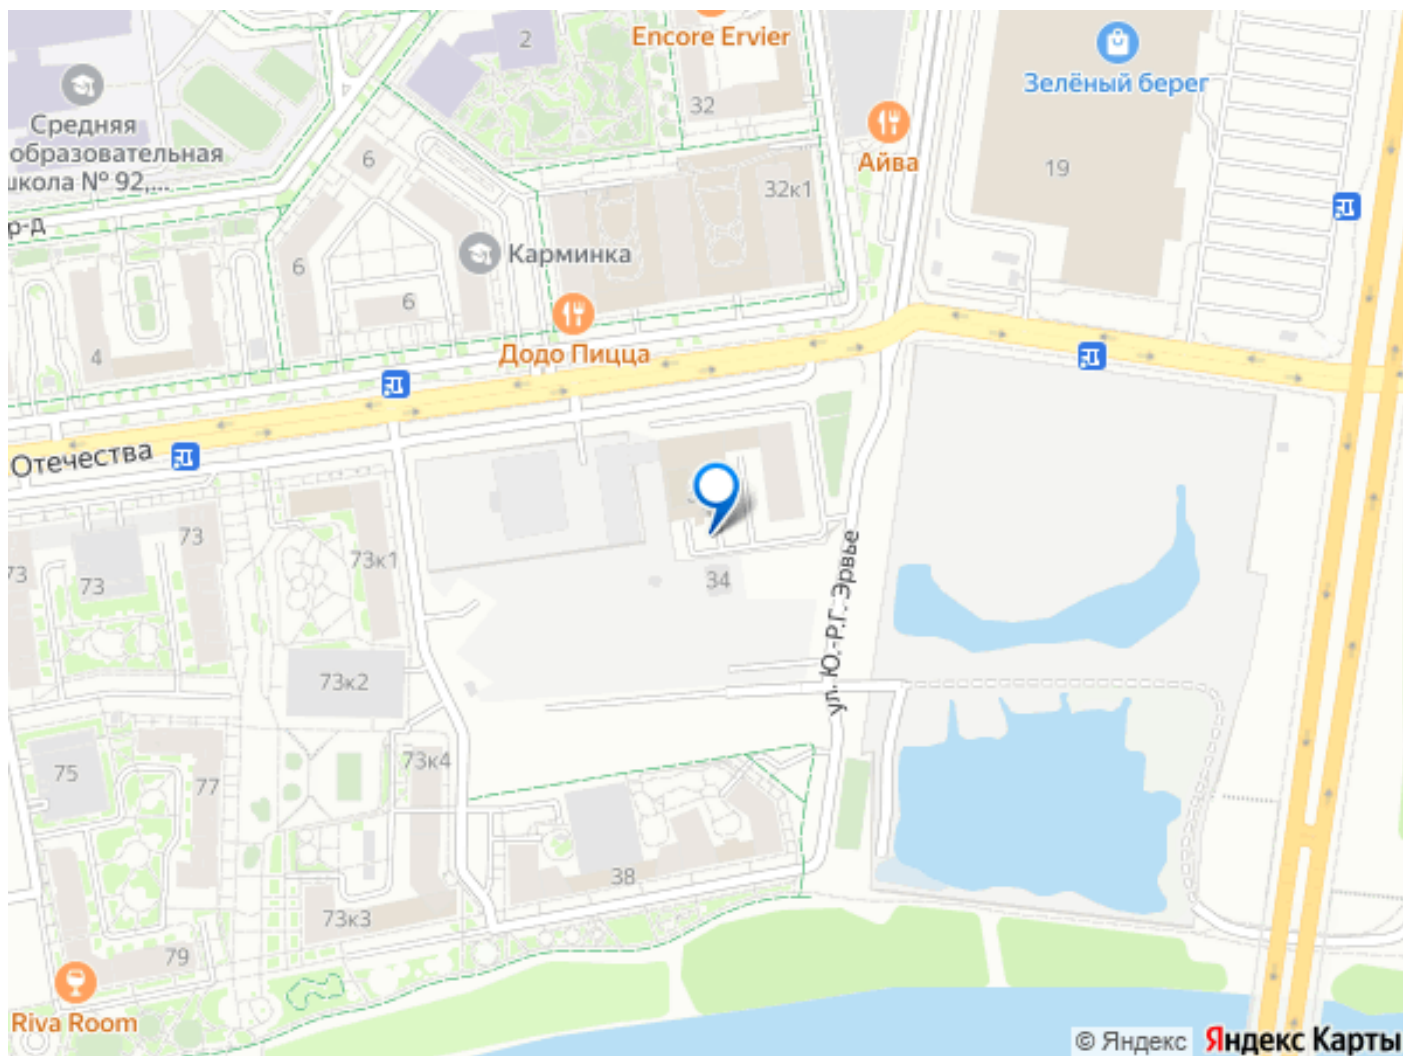 2
Encore Ervier
Зелёный берег
Средняя
образовательная
школа № 92,...
32
6
Айва
19
32к1
р-д
Карминка
6
6
Додо Пицца
4
Отечества
73
73к1
73
73
34
ул. Ю.-Р.Г. Эрвье
73к2
73к4
75
77
38
73к3
79
Riva Room
© Яндекс Яндекс Карты